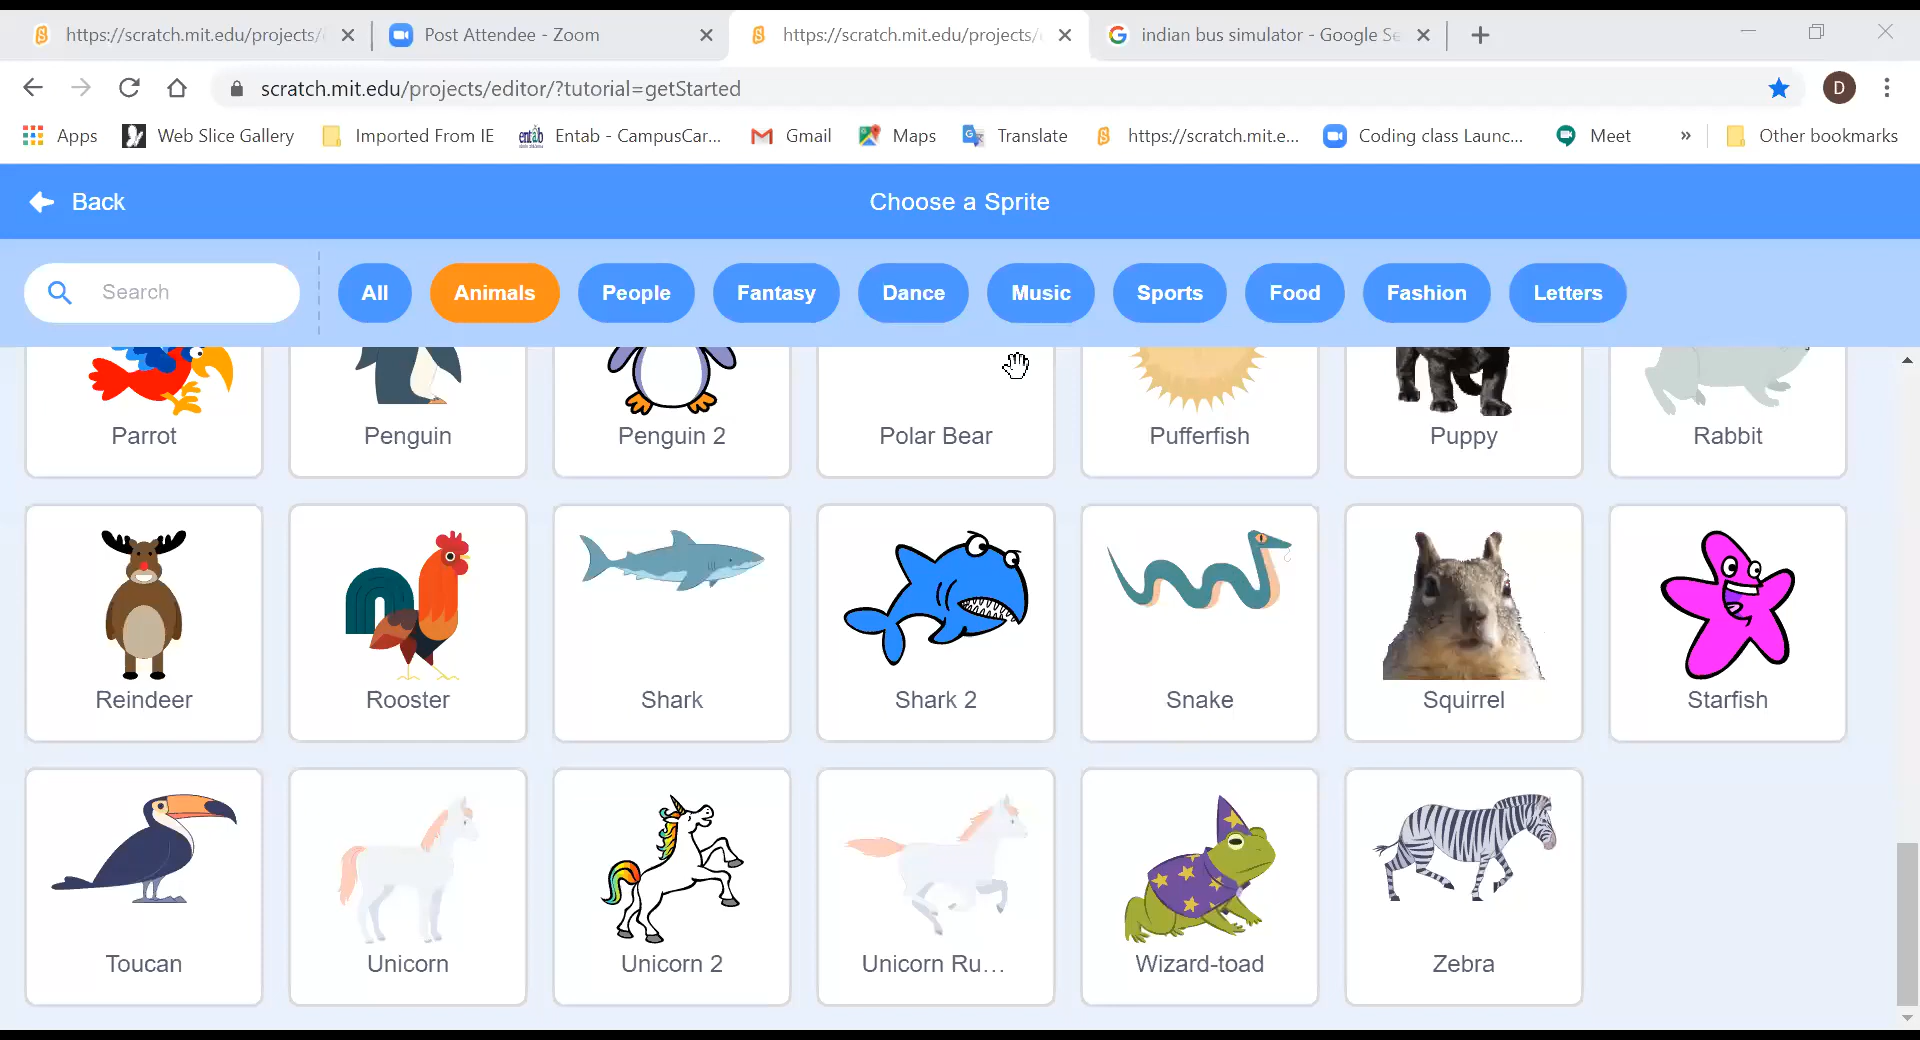 https://scratch.mit.edu/projects/
Post Attendee - Zoom
https://scratch.mit.edu/projects/
indian bus simulator - Google Se
scratch.mit.edu/projects/editor/?tutorial=getStarted
D
Apps
Web Slice Gallery
Imported From IE
entab
Entab - CampusCar...
Gmail
Maps
Translate
https://scratch.mit.e...
Coding class Launc...
Meet
»
Other bookmarks
Back
Choose a Sprite
Search
All
Animals
People
Fantasy
Dance
Music
Sports
Food
Fashion
Letters
Parrot
Penguin
Penguin 2
Polar Bear
Pufferfish
Puppy
Rabbit
Reindeer
Rooster
Shark
Shark 2
Snake
Squirrel
Starfish
Toucan
Unicorn
Unicorn 2
Unicorn Ru...
Wizard-toad
Zebra